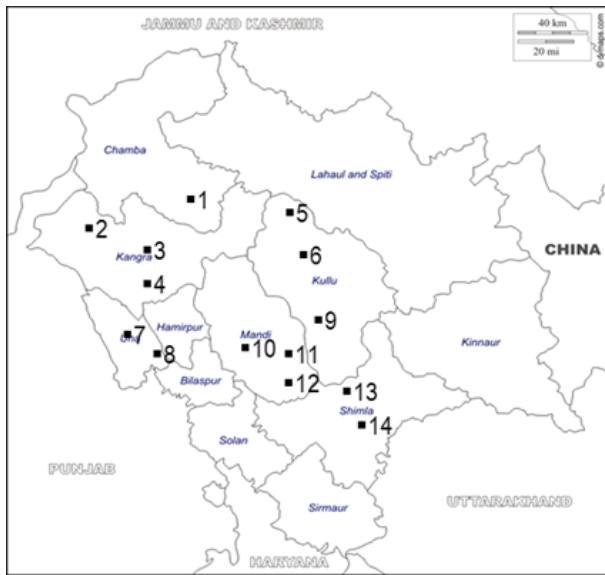 JAMMU AND KASHMIR
40 km
20 mi
© d-maps.com
Chamba
Lahaul and Spiti
1
5
2
3
Kangra
6
CHINA
Kullu
4
9
7
Una
Hamirpur
Mandi
Kinnaur
10
11
8
Bilaspur
12
13
Shimla
14
Solan
PUNJAB
UTTARAKHAND
Sirmaur
HARYANA